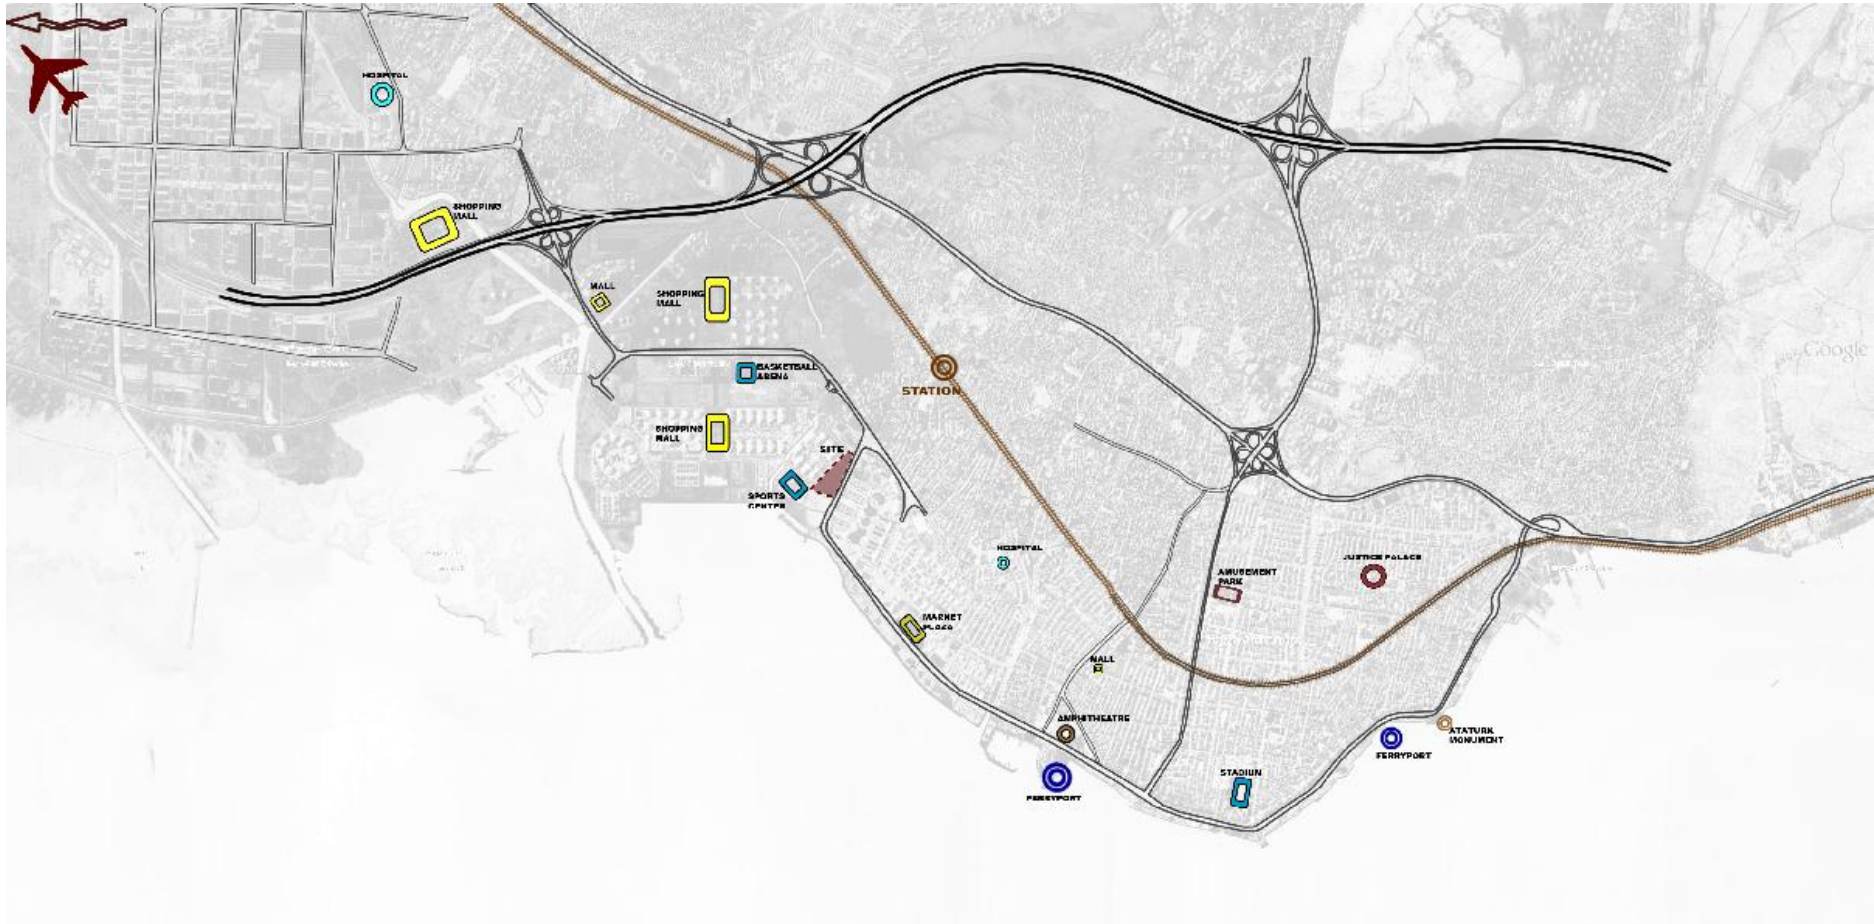 HOSPITAL
SHOPPING
MALL
MALL
SHOPPING
MALL
Google
BASKETBALL
ARENA
STATION
SHOPPING
MALL
SITE
SPORTS
CENTER
HOSPITAL
JUSTICE PALACE
AMUSEMENT
PARK
MARKET
PLACA
MALL
AMPHITHEATRE
ATATURK
MONUMENT
FERRYPORT
STADIUM
FERRYPORT